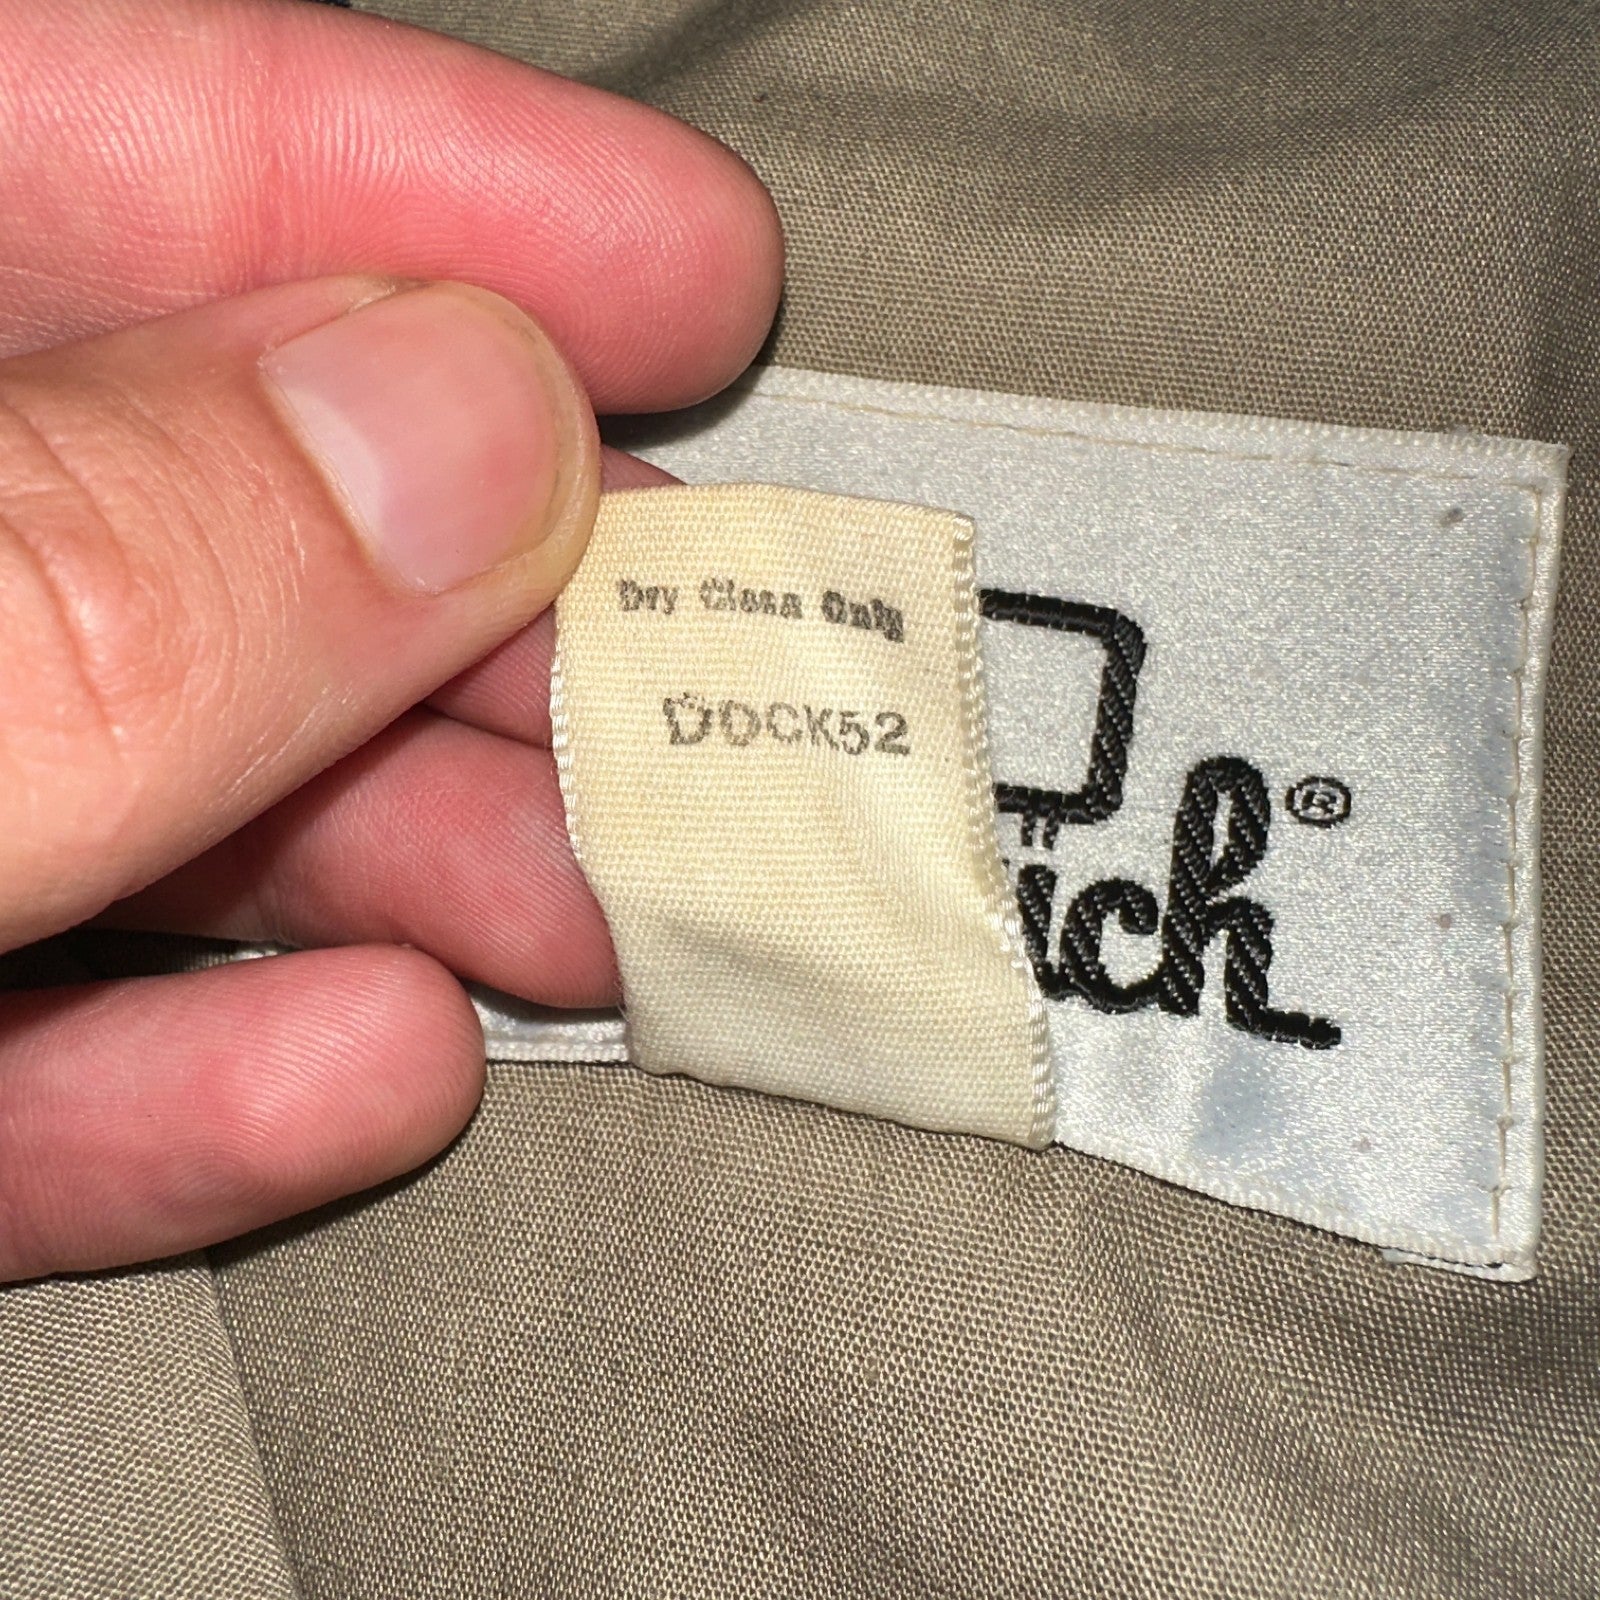 Dry Clean Only
DOCK52
ich®